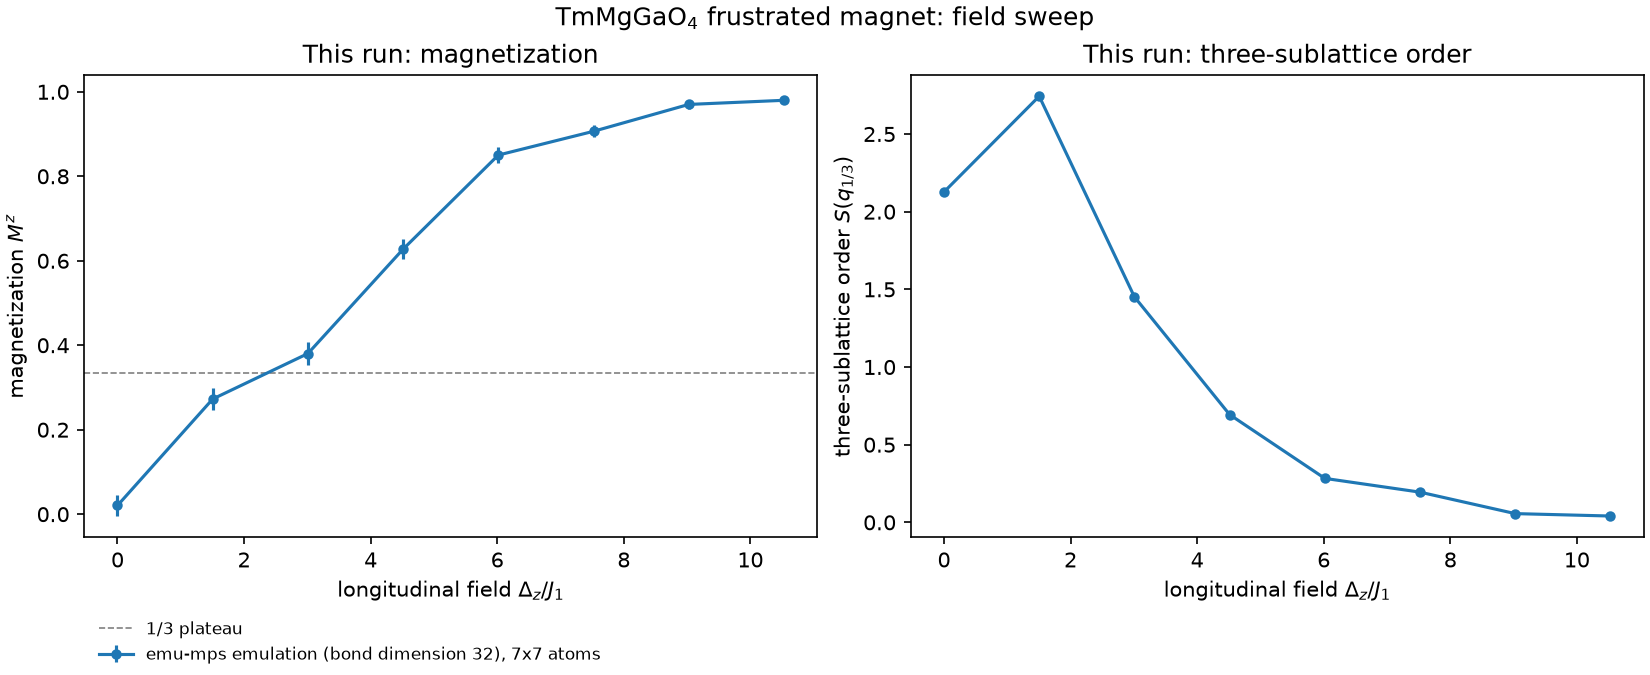 TmMgGaO₄ frustrated magnet: field sweep
This run: magnetization
magnetization Mᶻ
1.0
0.8
0.6
0.4
0.2
0.0
0 2 4 6 8 10
longitudinal field Δ_z/J₁
1/3 plateau
emu-mps emulation (bond dimension 32), 7x7 atoms
This run: three-sublattice order
three-sublattice order S(q₁/₃)
2.5
2.0
1.5
1.0
0.5
0.0
0 2 4 6 8 10
longitudinal field Δ_z/J₁